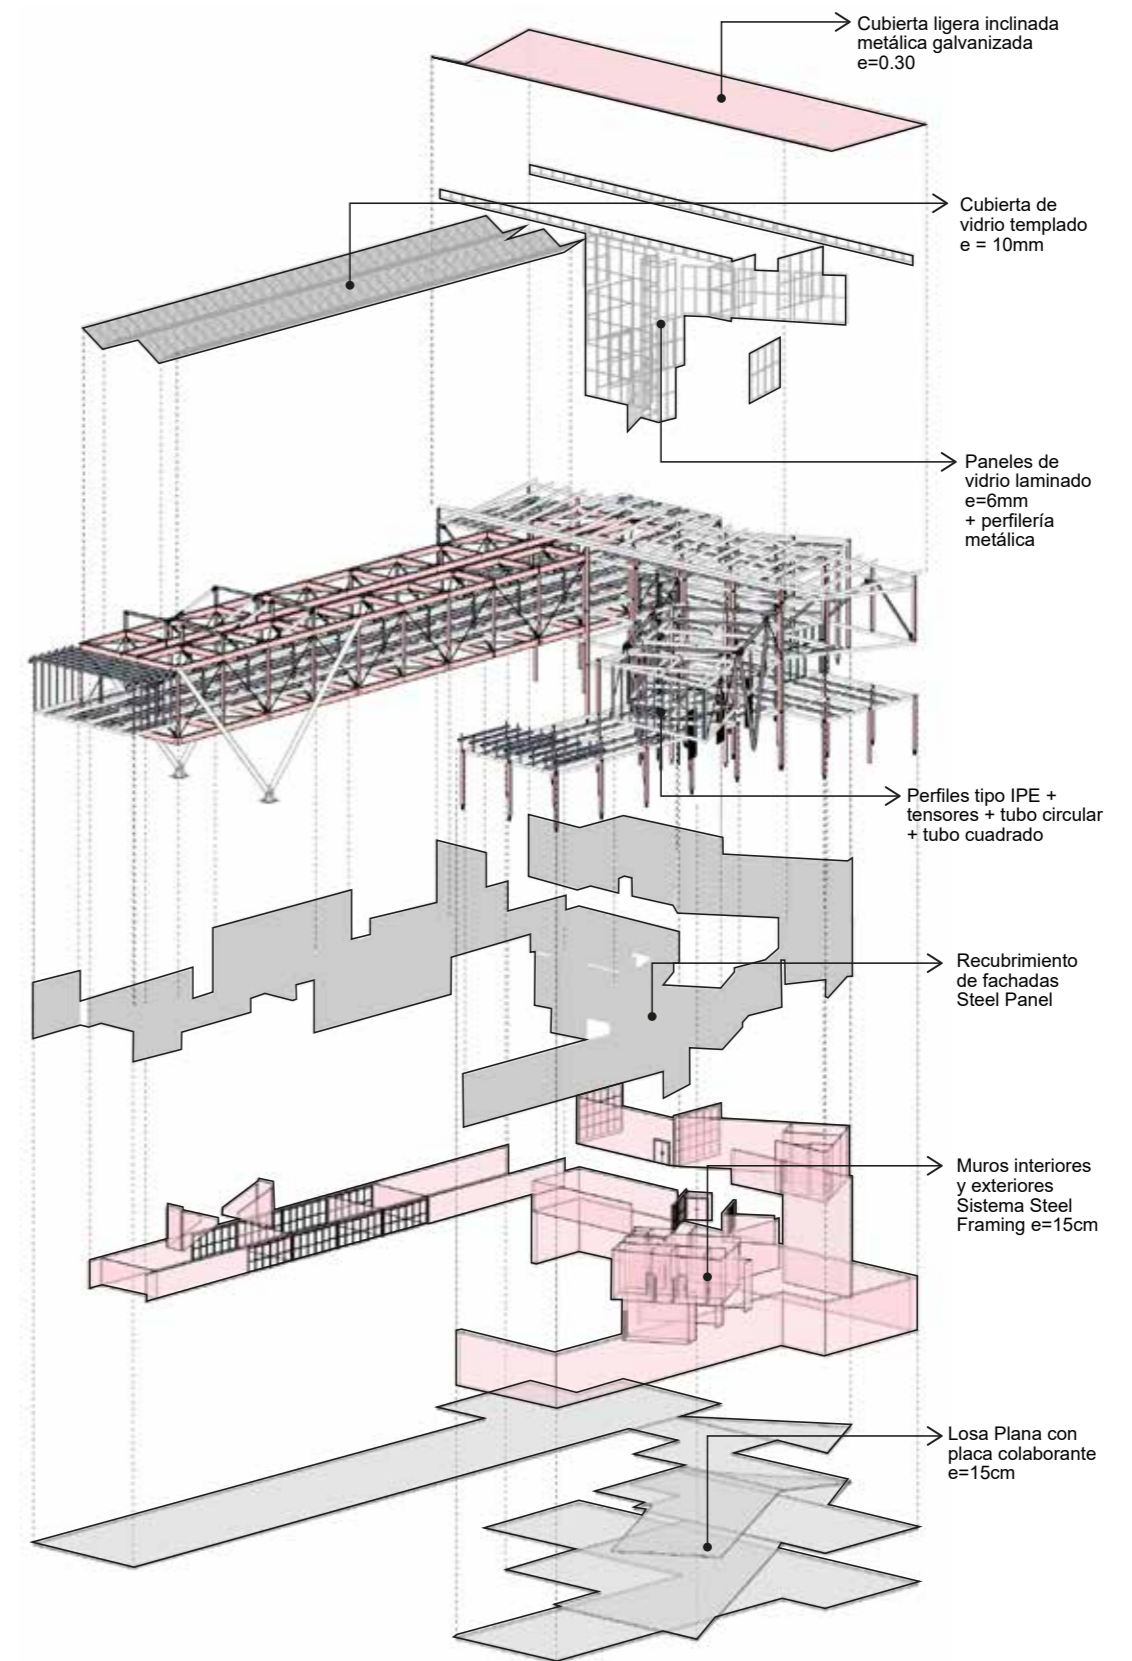 Cubierta ligera inclinada
metálica galvanizada
e=0.30
Cubierta de
vidrio templado
e = 10mm
Paneles de
vidrio laminado
e=6mm
+ perfilería
metálica
Perfiles tipo IPE +
tensores + tubo circular
+ tubo cuadrado
Recubrimiento
de fachadas
Steel Panel
Muros interiores
y exteriores
Sistema Steel
Framing e=15cm
Losa Plana con
placa colaborante
e=15cm